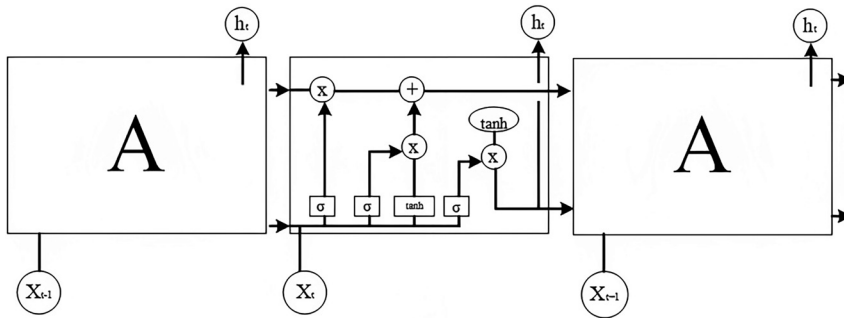 hₜ hₜ hₜ
x +
tanh
A x x A
σ σ tanh σ
Xₜ₋₁ Xₜ Xₜ₋₁